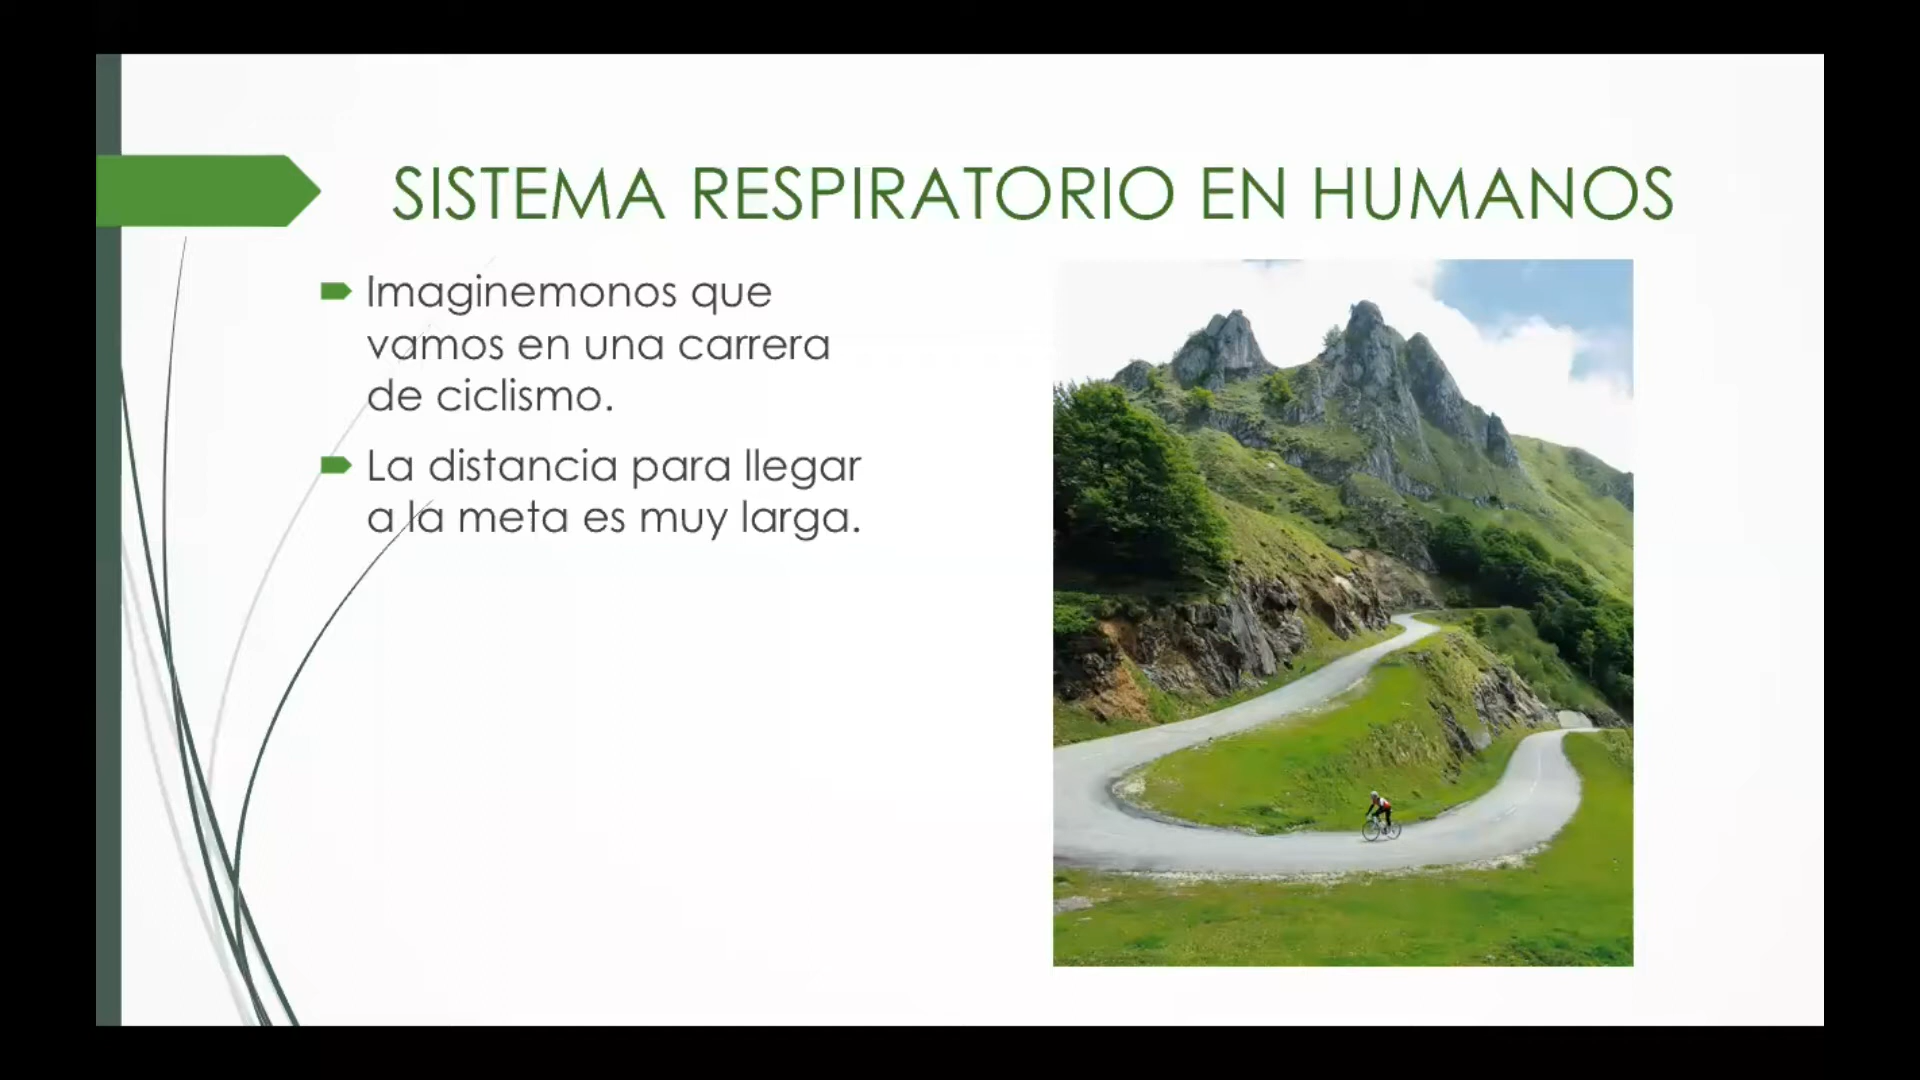 SISTEMA RESPIRATORIO EN HUMANOS
Imaginemonos que
vamos en una carrera
de ciclismo.
La distancia para llegar
a la meta es muy larga.